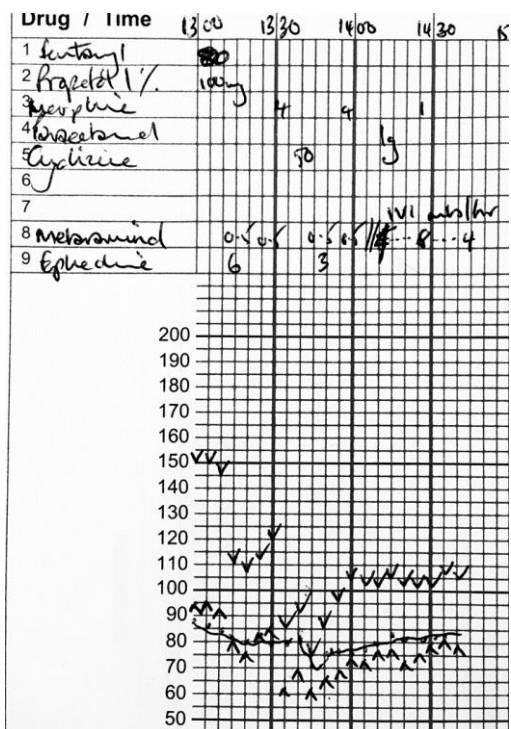 Drug / Time 13 00 13 30 14 00 14 30 15
1 Fentanyl
2 Propofol 1% 100mg
3 Morphine 4 4 1
4 Paracetamol 1g
5 Cyclizine 50
6
7 IVI mls/hr
8 Metaraminol 0.5 0.5 0.5 0.5 8 4
9 Ephedrine 6 3
200
190
180
170
160
150
140
130
120
110
100
90
80
70
60
50